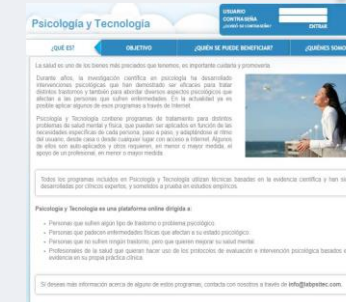 Psicología y Tecnología
USUARIO
CONTRASEÑA
ENTRAR
¿QUÉ ES?
OBJETIVO
¿QUIÉN SE PUEDE BENEFICIAR?
¿QUIÉNES SOMO
La salud es uno de los bienes más preciados que tenemos, es importante cuidarla y promoverla.
Durante años, la investigación científica en psicología ha desarrollado
intervenciones psicológicas que han demostrado ser eficaces para tratar
distintos trastornos y también para abordar diversos aspectos psicológicos que
afectan a las personas que sufren enfermedades. En la actualidad ya es
posible aplicar algunos de esos programas a través de Internet.
Psicología y Tecnología contiene programas de tratamiento para distintos
problemas de salud mental y física, que pueden ser aplicados en función de las
necesidades específicas de cada persona, paso a paso, y adaptándose al ritmo
del usuario, desde casa o desde cualquier lugar con acceso a Internet. Algunos
de ellos son auto-aplicados y otros requieren, en menor o mayor medida, el
apoyo de un profesional, en menor o mayor medida.
Todos los programas incluidos en Psicología y Tecnología utilizan técnicas basadas en la evidencia científica y han si
desarrolladas por clínicos expertos, y sometidos a prueba en estudios empíricos.
Psicología y Tecnología es una plataforma online dirigida a:
- Personas que sufren algún tipo de trastorno o problema psicológico
- Personas que padecen enfermedades físicas que afectan a su estado psicológico
- Personas que no sufren ningún trastorno, pero que quieren mejorar su salud mental
- Profesionales de la salud que quieran hacer uso de los protocolos de evaluación e intervención psicológica basados e
evidencia en su propia práctica clínica
Si deseas más información acerca de alguno de estos programas, contacta con nosotros a través de info@labpsitec.com